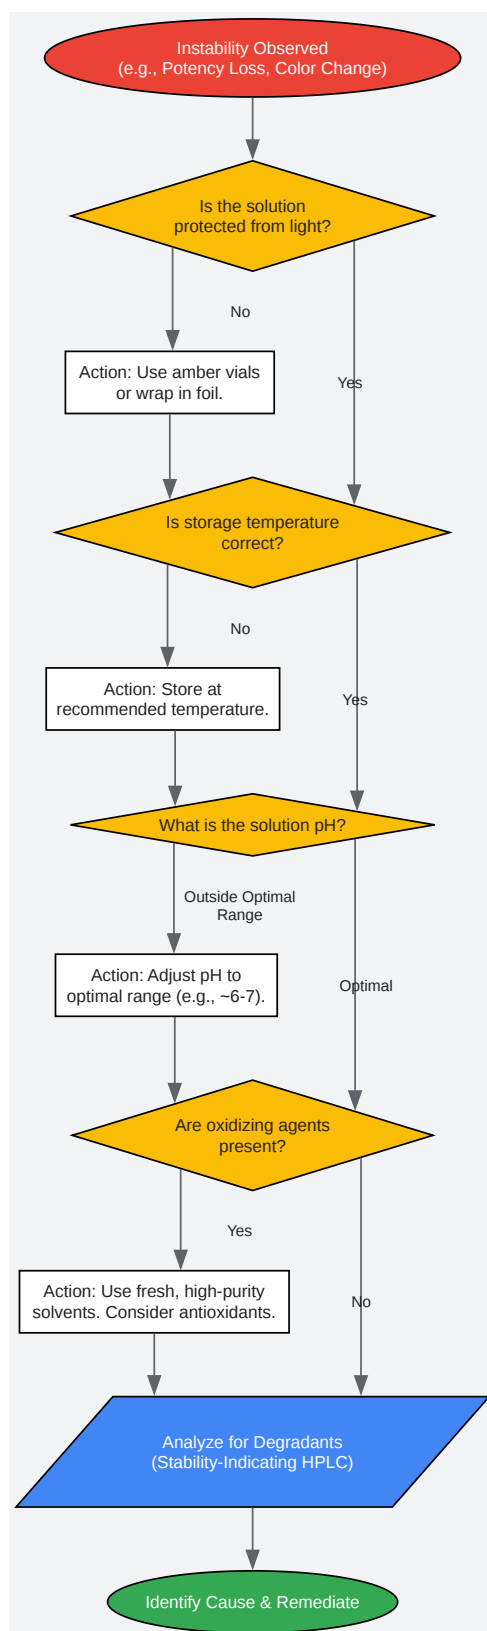 Instability Observed
(e.g., Potency Loss, Color Change)
Is the solution
protected from light?
No
Action: Use amber vials
or wrap in foil.
Yes
Is storage temperature
correct?
No
Action: Store at
recommended temperature.
Yes
What is the solution pH?
Outside Optimal
Range
Action: Adjust pH to
optimal range (e.g., ~6-7).
Optimal
Are oxidizing agents
present?
Yes
Action: Use fresh, high-purity
solvents. Consider antioxidants.
No
Analyze for Degradants
(Stability-Indicating HPLC)
Identify Cause & Remediate